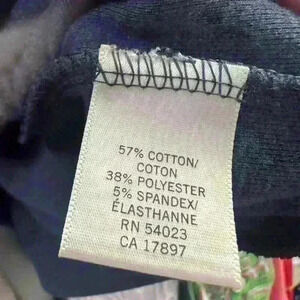 57% COTTON/
COTON
38% POLYESTER
5% SPANDEX/
ÉLASTHANNE
RN 54023
CA 17897